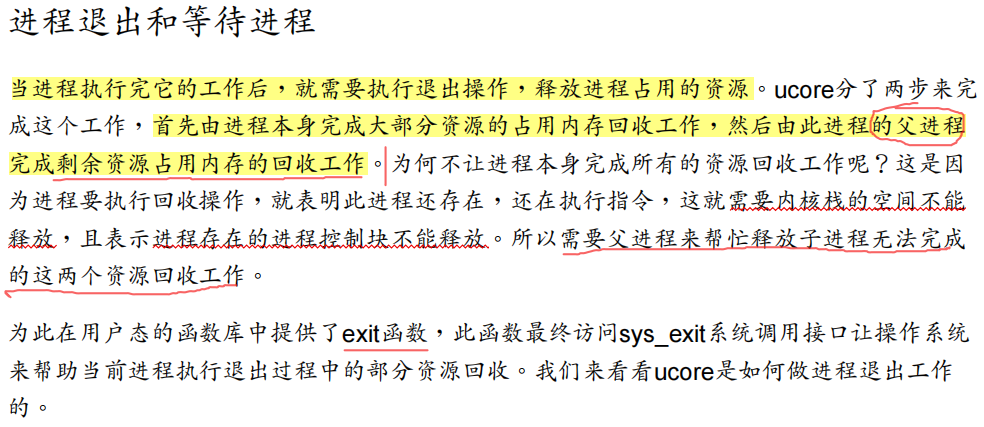 进程退出和等待进程
当进程执行完它的工作后，就需要执行退出操作，释放进程占用的资源。ucore分了两步来完
成这个工作，首先由进程本身完成大部分资源的占用内存回收工作，然后由此进程的父进程
完成剩余资源占用内存的回收工作。为何不让进程本身完成所有的资源回收工作呢？这是因
为进程要执行回收操作，就表明此进程还存在，还在执行指令，这就需要内核栈的空间不能
释放，且表示进程存在的进程控制块不能释放。所以需要父进程来帮忙释放子进程无法完成
的这两个资源回收工作。
为此在用户态的函数库中提供了exit函数，此函数最终访问sys_exit系统调用接口让操作系统
来帮助当前进程执行退出过程中的部分资源回收。我们来看看ucore是如何做进程退出工作
的。